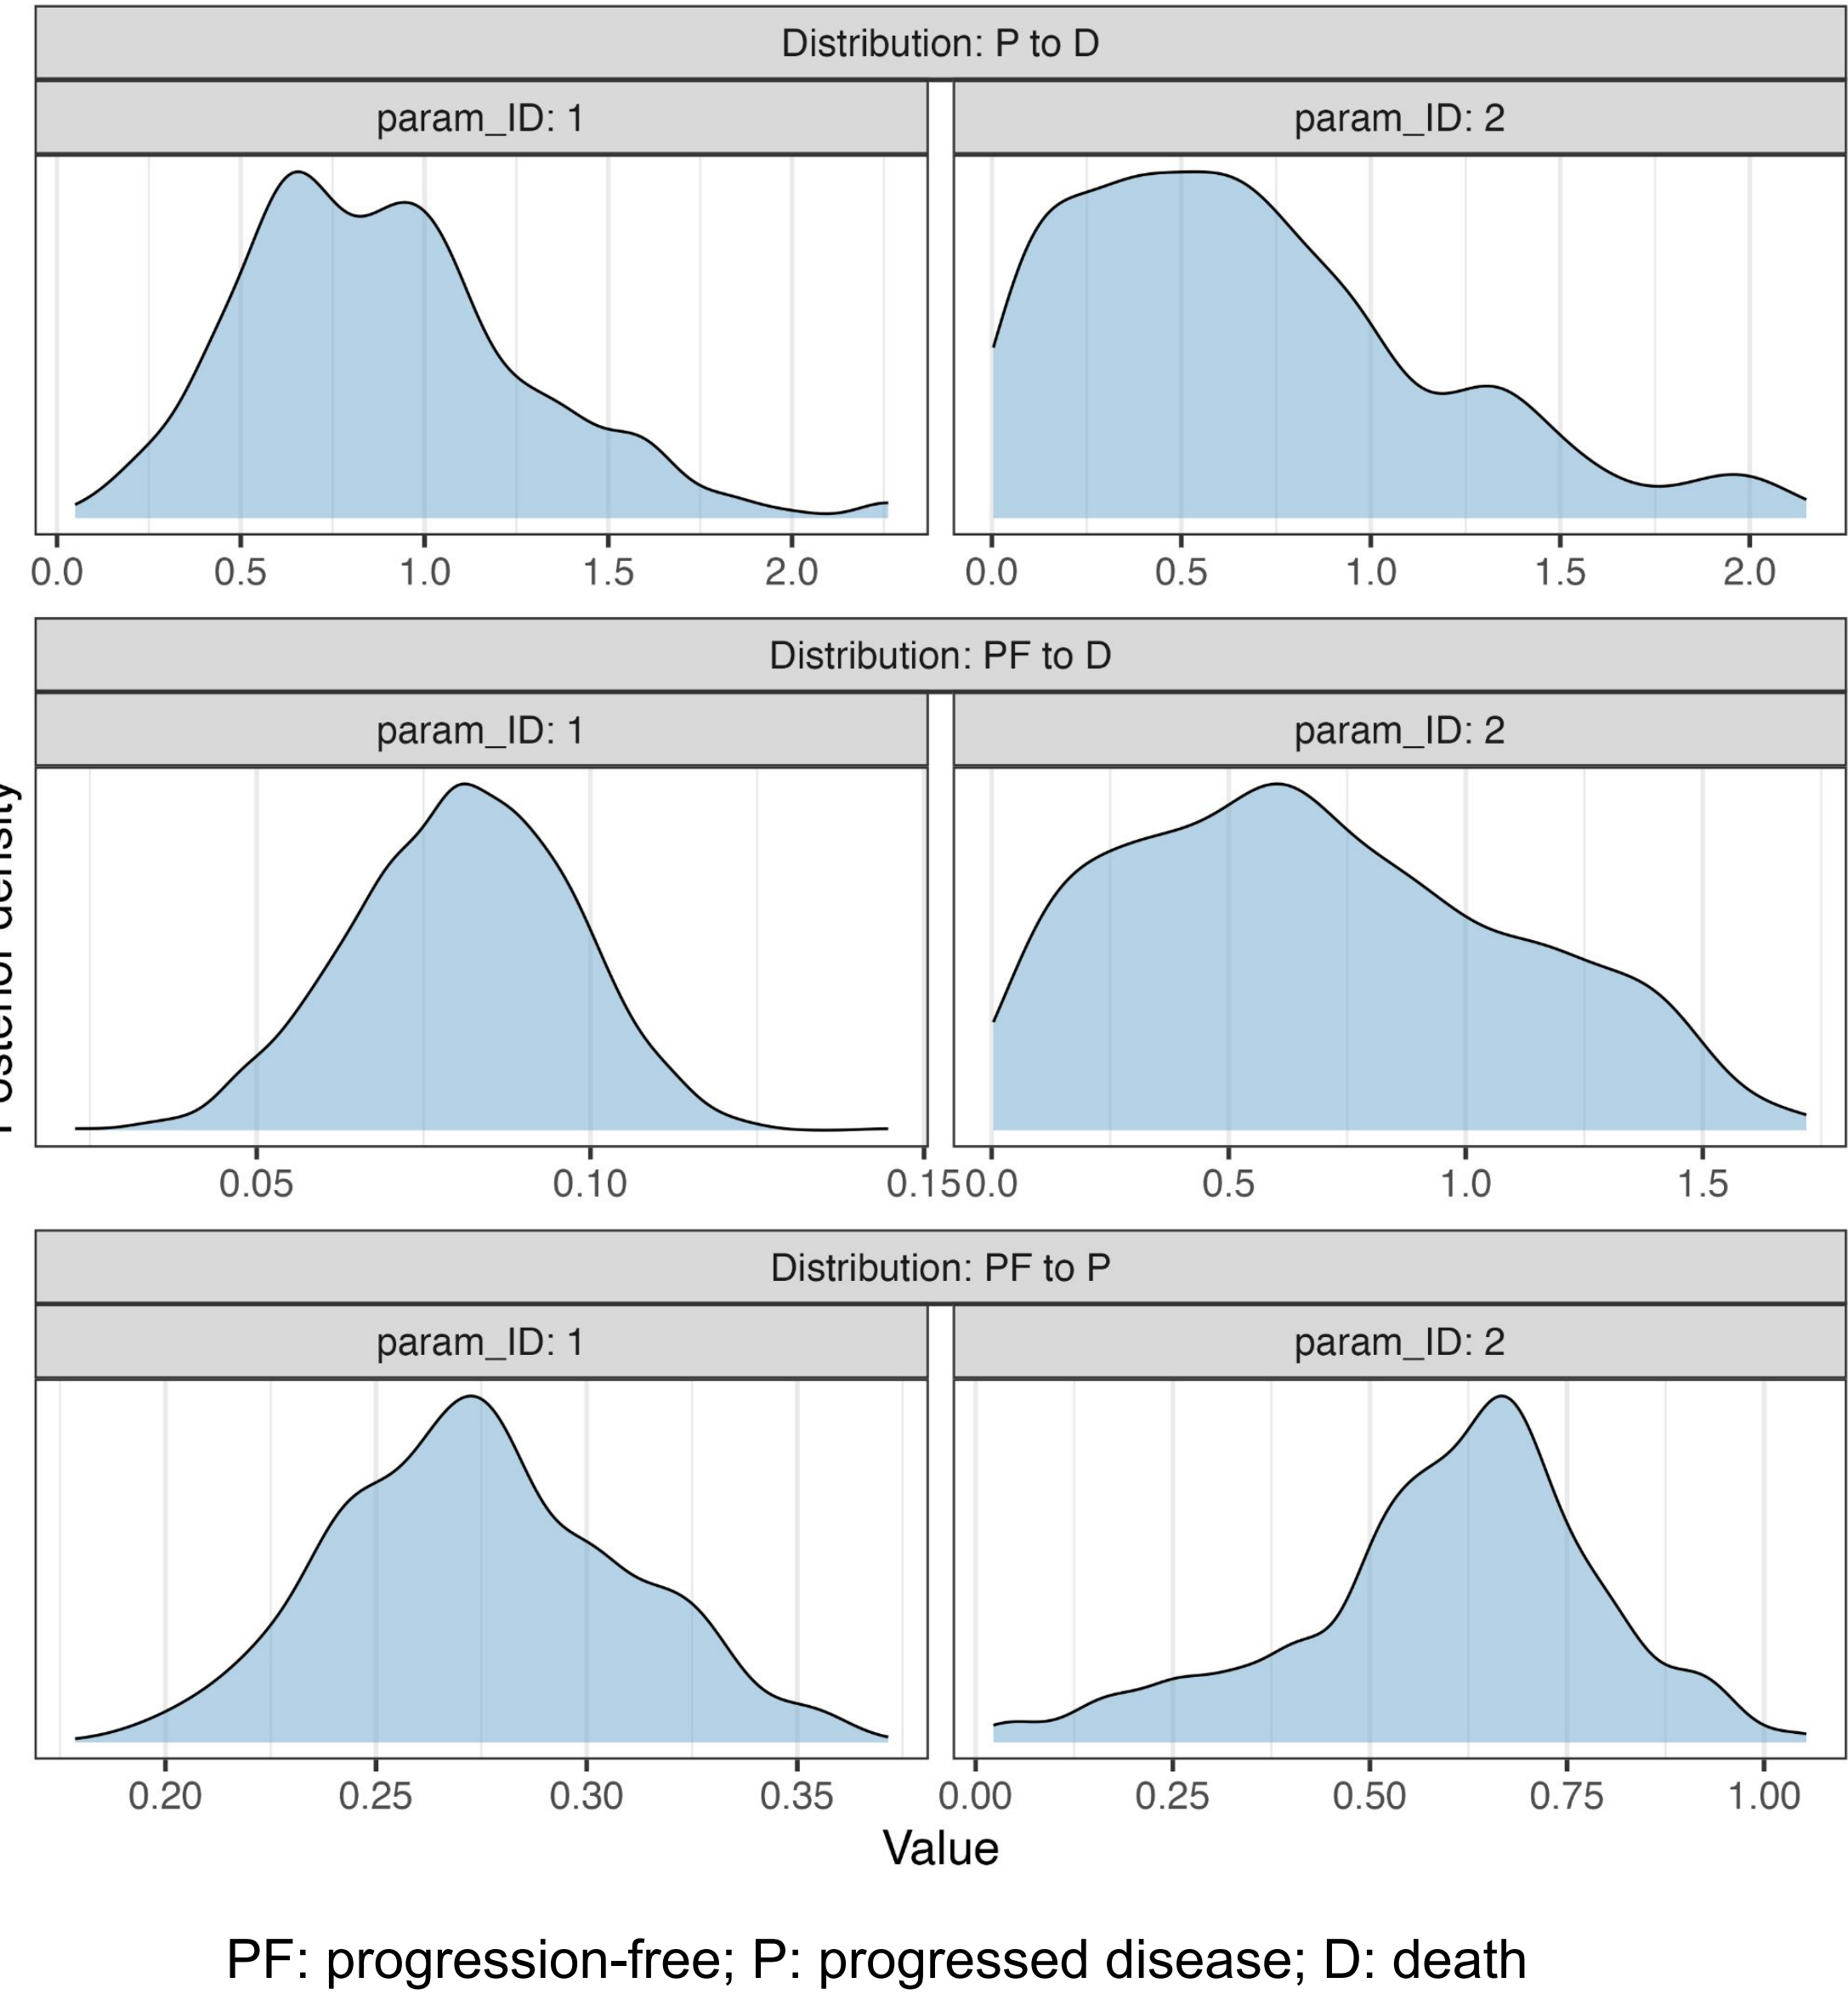 Distribution: P to D
param_ID: 1 param_ID: 2
0.0 0.5 1.0 1.5 2.0 0.0 0.5 1.0 1.5 2.0
Distribution: PF to D
param_ID: 1 param_ID: 2
0.05 0.10 0.15 0.0 0.5 1.0 1.5
Distribution: PF to P
param_ID: 1 param_ID: 2
0.20 0.25 0.30 0.35 0.00 0.25 0.50 0.75 1.00
Value
PF: progression-free; P: progressed disease; D: death